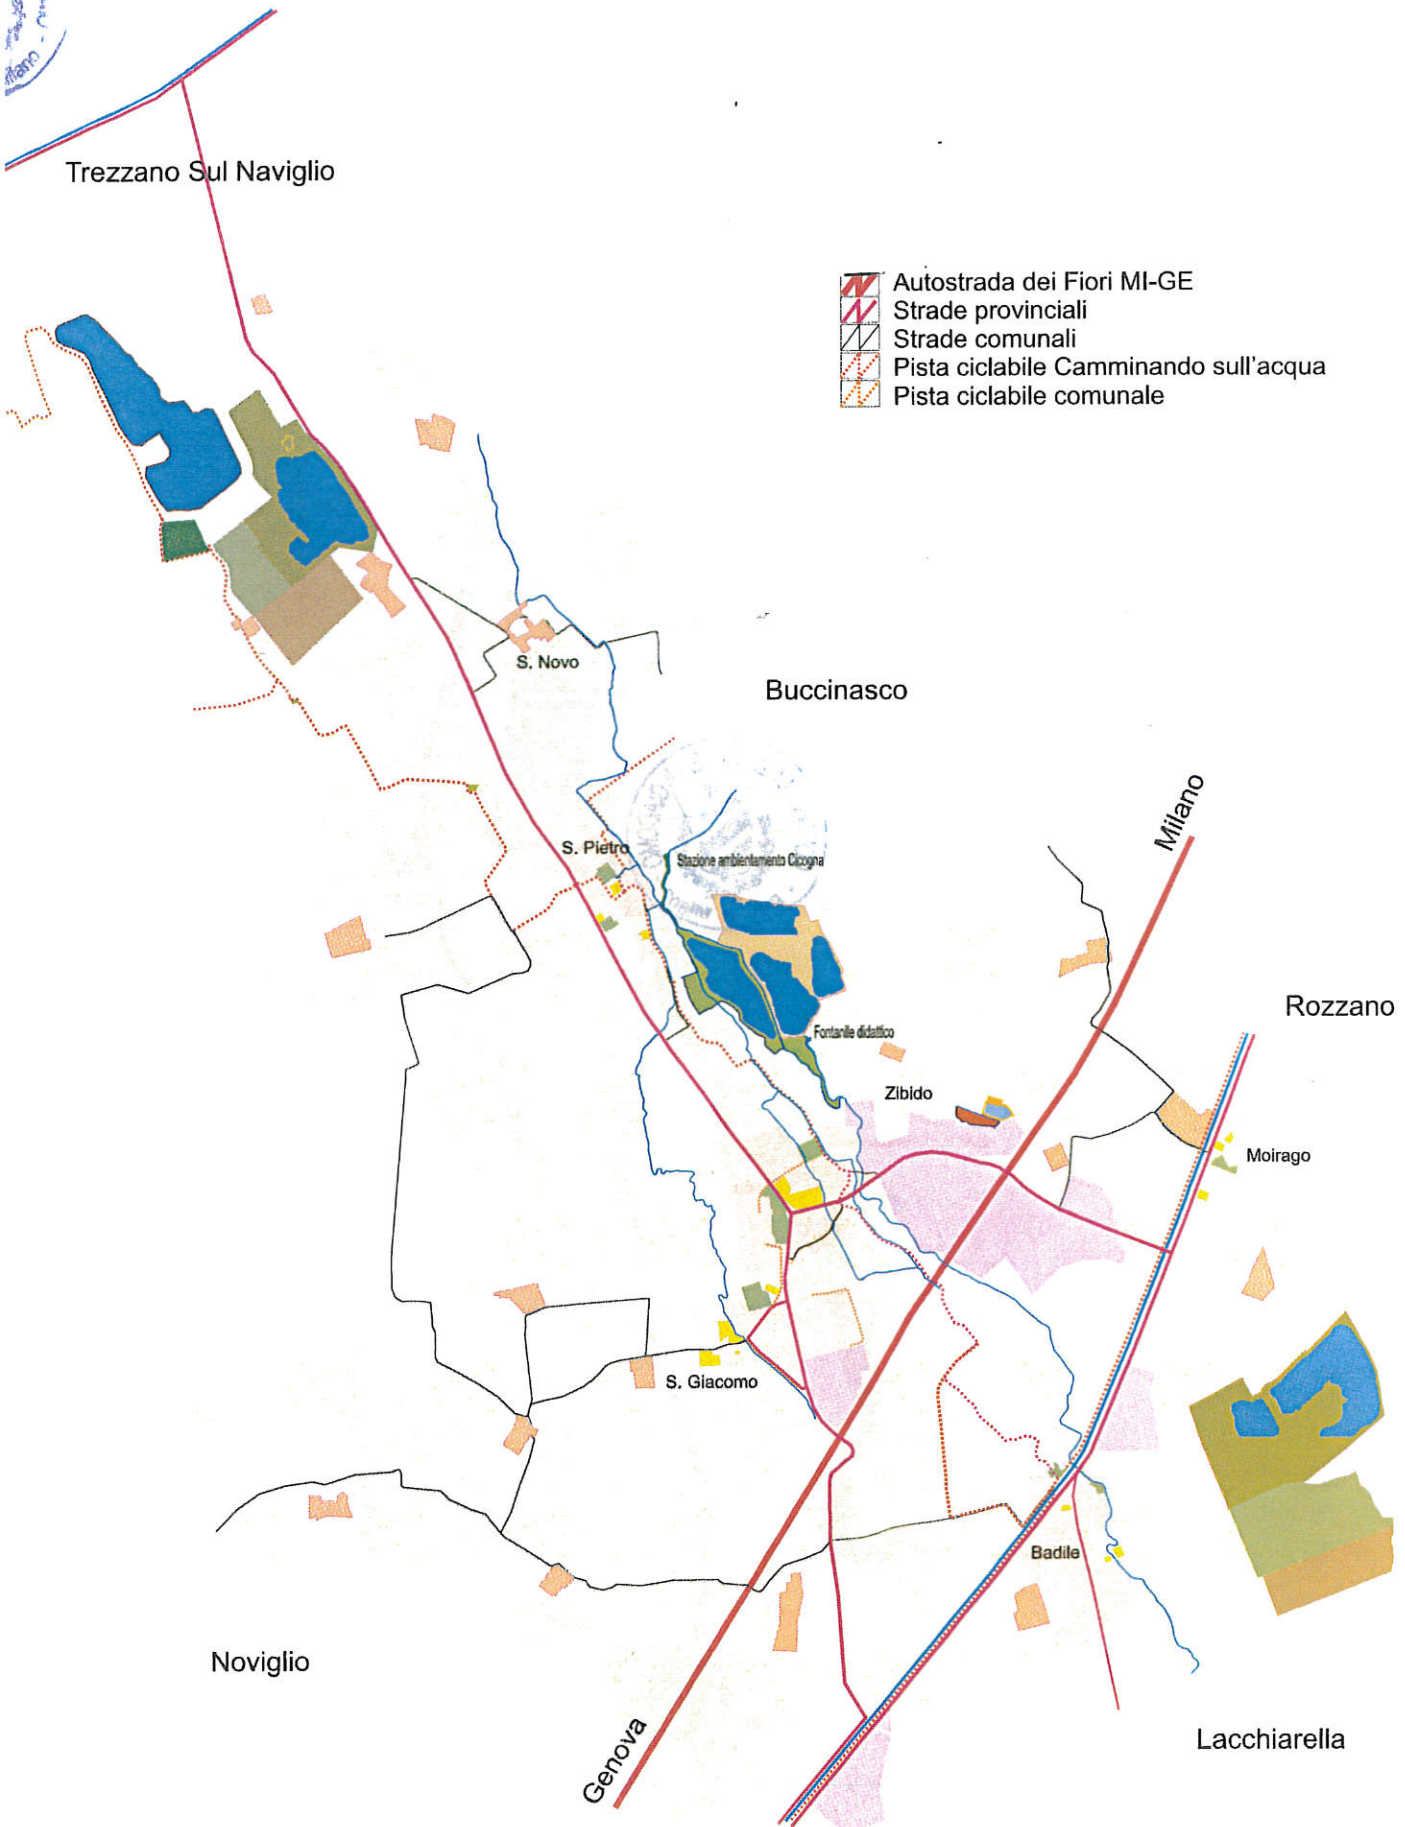 Trezzano Sul Naviglio
Autostrada dei Fiori MI-GE
Strade provinciali
Strade comunali
Pista ciclabile Camminando sull'acqua
Pista ciclabile comunale
S. Novo
Buccinasco
Milano
S. Pietro
Stazione ambientamento Cicogna
Rozzano
Fontanile didattico
Zibido
Moirago
S. Giacomo
Badile
Noviglio
Genova
Lacchiarella